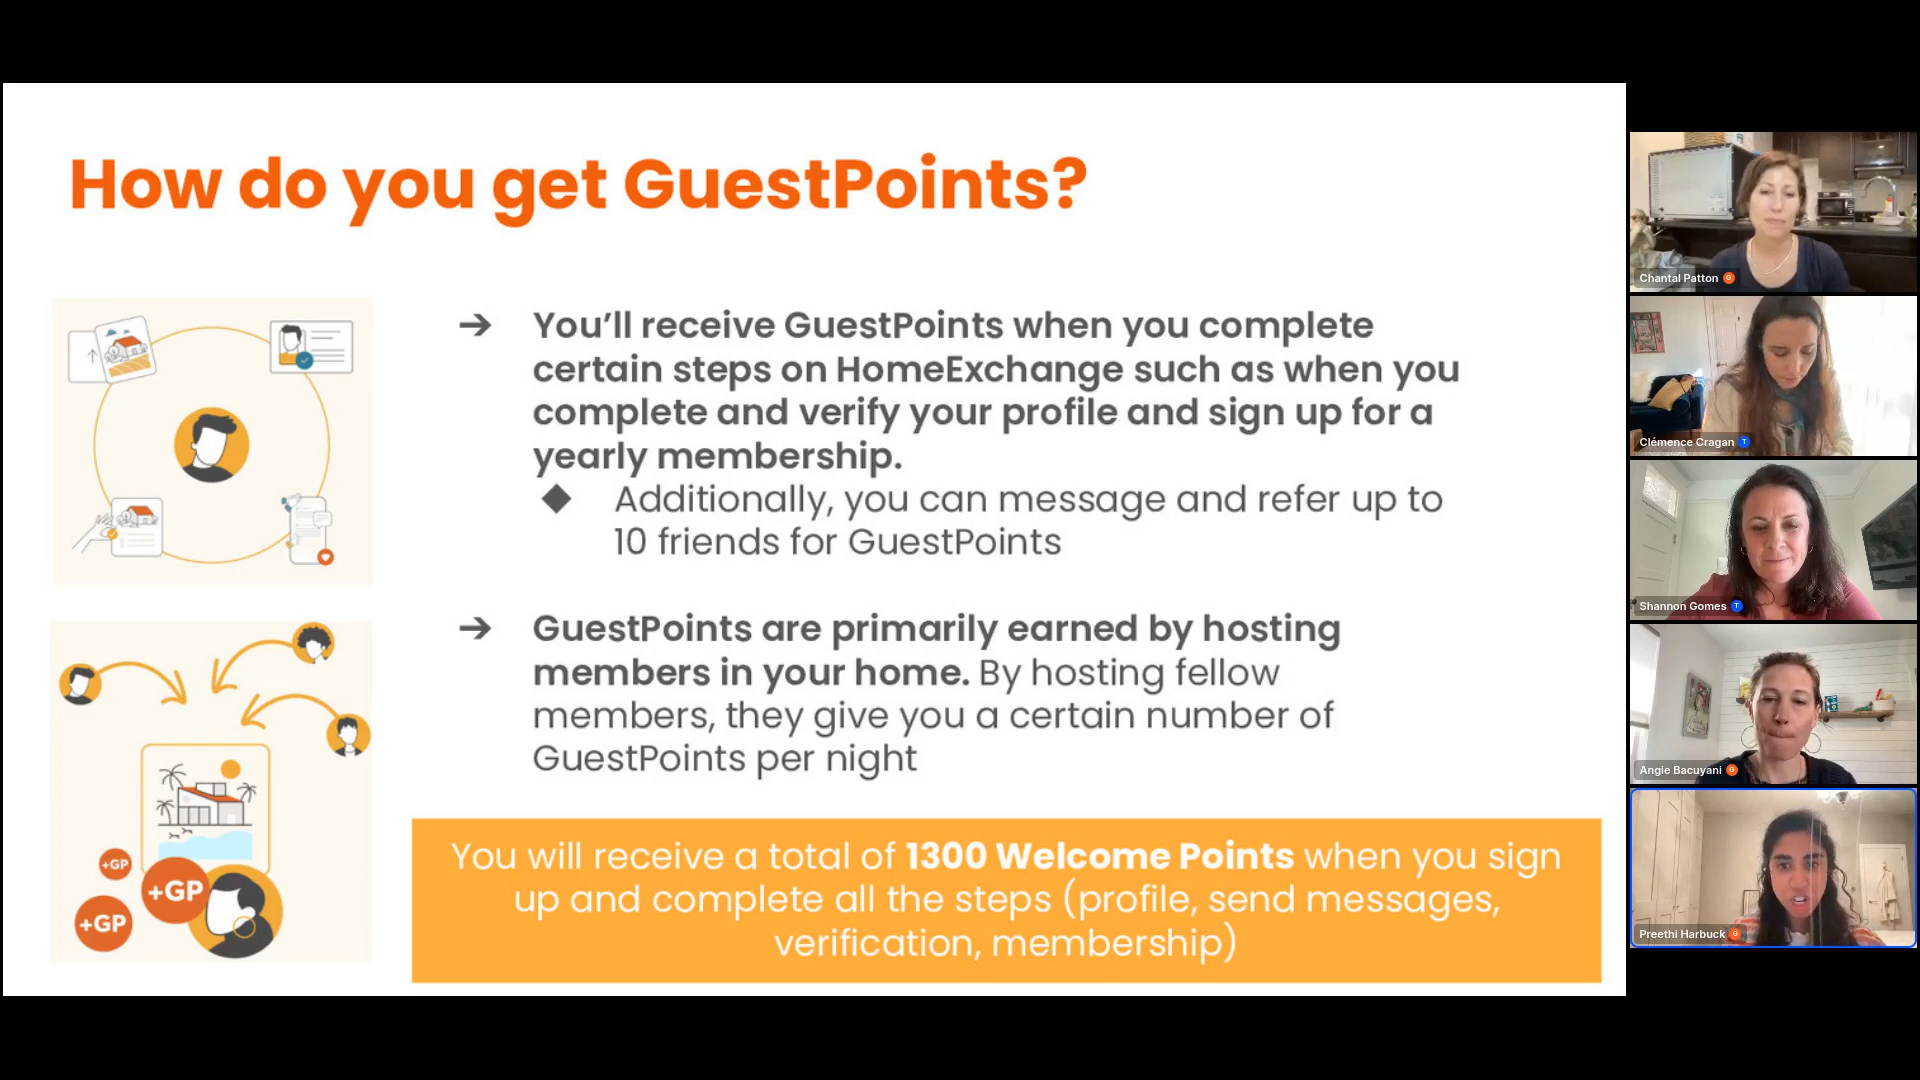 How do you get GuestPoints?
➔ You’ll receive GuestPoints when you complete
certain steps on HomeExchange such as when you
complete and verify your profile and sign up for a
yearly membership.
◆ Additionally, you can message and refer up to
10 friends for GuestPoints
➔ GuestPoints are primarily earned by hosting
members in your home. By hosting fellow
members, they give you a certain number of
GuestPoints per night
+GP
+GP
+GP
You will receive a total of 1300 Welcome Points when you sign
up and complete all the steps (profile, send messages,
verification, membership)
Chantal Patton G
Clémence Cragan T
Shannon Gomes T
Angie Bacuyani G
Preethi Harbuck G